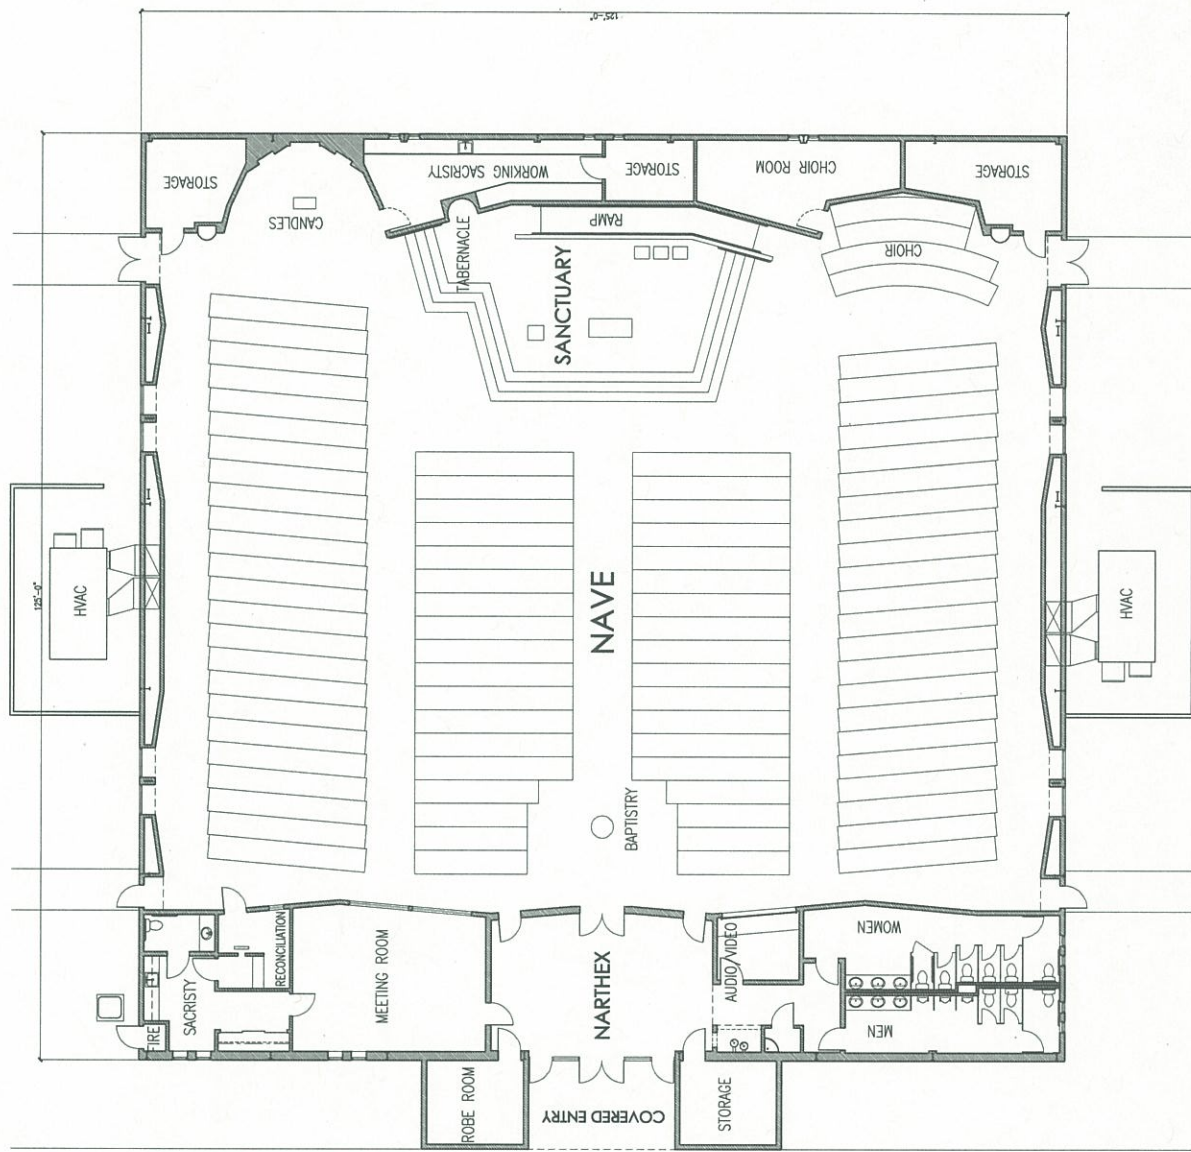 125'-0"
STORAGE
CANDLES
WORKING SACRISTY
STORAGE
CHOIR ROOM
STORAGE
TABERNACLE
RAMP
SANCTUARY
CHOIR
125'-0"
HVAC
NAVE
HVAC
BAPTISTRY
RECONCILIATION
SACRISTY
FIRE
MEETING ROOM
NARTHEX
AUDIO/VIDEO
WOMEN
MEN
ROBE ROOM
COVERED ENTRY
STORAGE